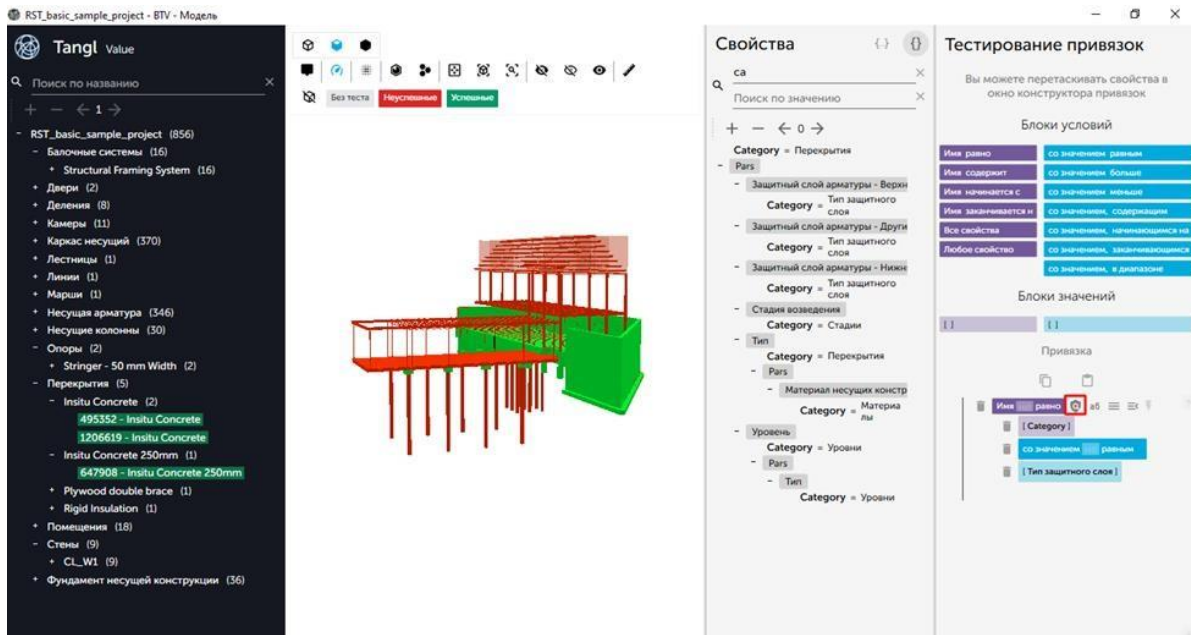 RST_basic_sample_project - BTV - Модель
Tangl Value
Поиск по названию
1
RST_basic_sample_project (856)
Балочные системы (16)
Structural Framing System (16)
Двери (2)
Деления (8)
Камеры (11)
Каркас несущий (370)
Лестницы (1)
Линии (1)
Марши (1)
Несущая арматура (346)
Несущие колонны (30)
Опоры (2)
Stringer - 50 mm Width (2)
Перекрытия (5)
Insitu Concrete (2)
495352 - Insitu Concrete
1206619 - Insitu Concrete
Insitu Concrete 250mm (1)
647908 - Insitu Concrete 250mm
Plywood double brace (1)
Rigid Insulation (1)
Помещения (18)
Стены (9)
CL_W1 (9)
Фундамент несущей конструкции (36)
Без теста Неуспешные Успешные
Свойства
са
Поиск по значению
0
Category = Перекрытия
Pars
Защитный слой арматуры - Верхн
Category = Тип защитного
слоя
Защитный слой арматуры - Други
Category = Тип защитного
слоя
Защитный слой арматуры - Нижн
Category = Тип защитного
слоя
Стадия возведения
Category = Стадии
Тип
Category = Перекрытия
Pars
Материал несущих констр
Category = Материа
лы
Уровень
Category = Уровни
Pars
Тип
Category = Уровни
Тестирование привязок
Вы можете перетаскивать свойства в
окно конструктора привязок
Блоки условий
Имя равно со значением равным
Имя содержит со значением больше
Имя начинается с со значением меньше
Имя заканчивается н со значением, содержащим
Все свойства со значением, начинающимся на
Любое свойство со значением, заканчивающимся
со значением, в диапазоне
Блоки значений
[ ] [ ]
Привязка
Имя равно аб
[ Category ]
со значением равным
[ Тип защитного слоя ]